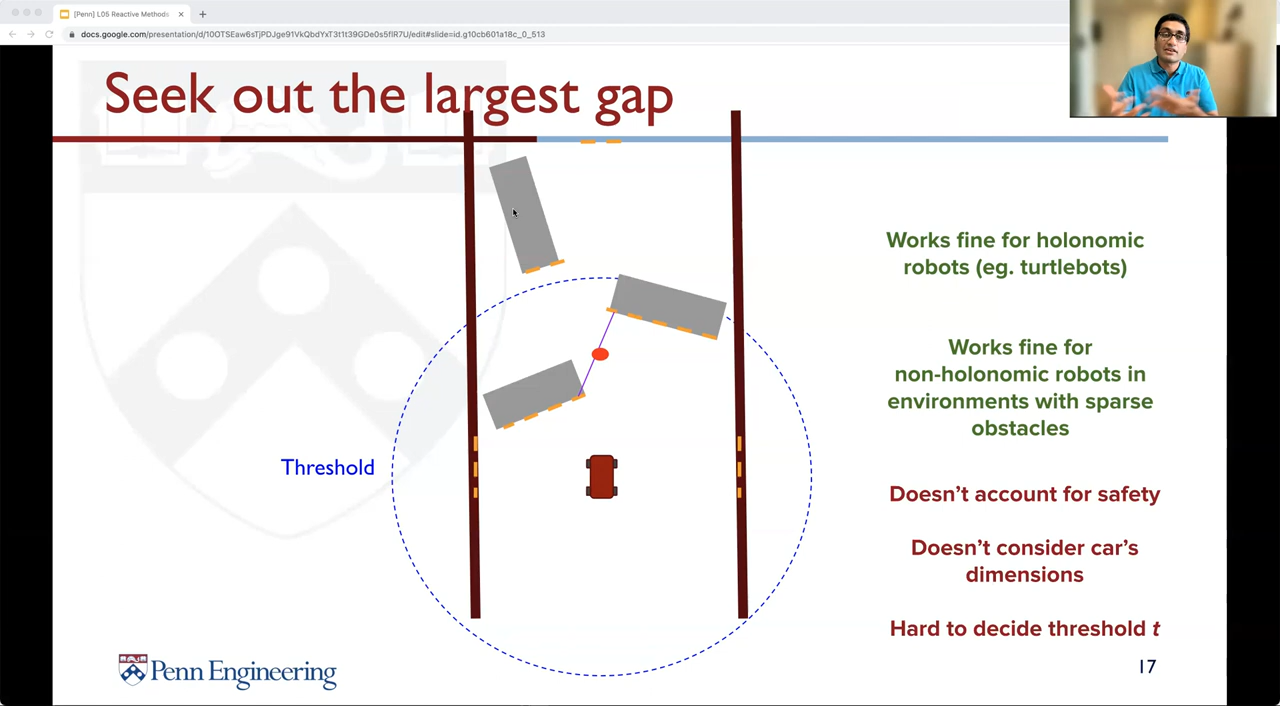 [Penn] L05 Reactive Methods
docs.google.com/presentation/d/10OTSEaw6sTjPDJge91VkQbdYxT3t1t39GDe0s5fIR7U/edit#slide=id.g10cb601a18c_0_513
Seek out the largest gap
Works fine for holonomic
robots (eg. turtlebots)
Works fine for
non-holonomic robots in
environments with sparse
obstacles
Threshold
Doesn't account for safety
Doesn't consider car's
dimensions
Hard to decide threshold t
Penn Engineering
17